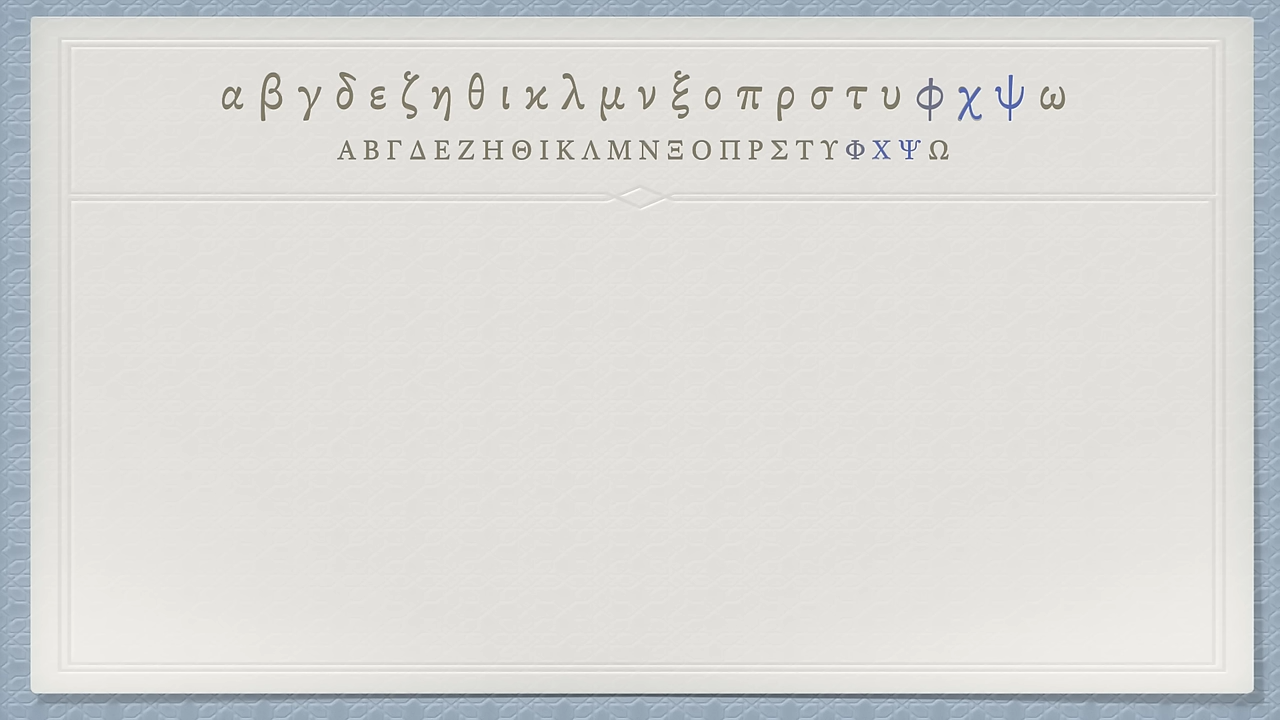 α β γ δ ε ζ η θ ι κ λ μ ν ξ ο π ρ σ τ υ φ χ ψ ω
Α Β Γ Δ Ε Ζ Η Θ Ι Κ Λ Μ Ν Ξ Ο Π Ρ Σ Τ Υ Φ Χ Ψ Ω